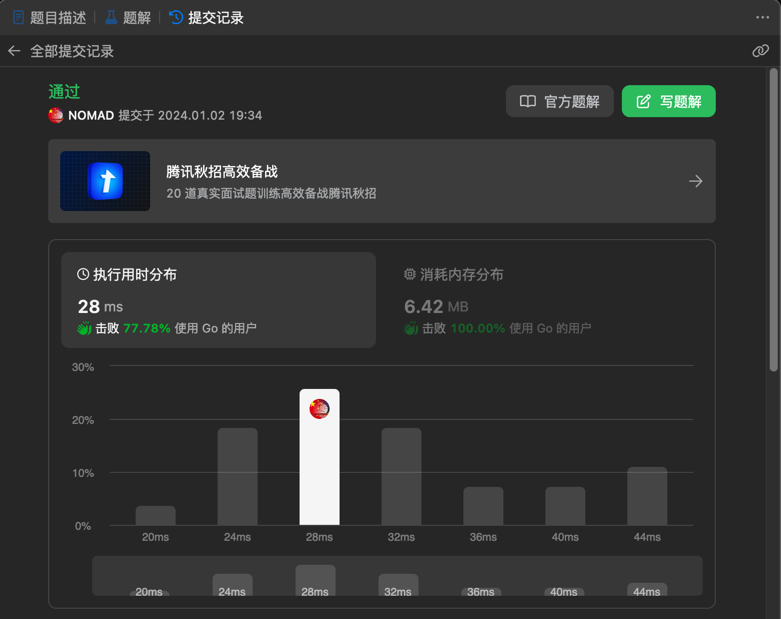 题目描述 题解 提交记录
全部提交记录
通过
NOMAD 提交于 2024.01.02 19:34
官方题解 写题解
腾讯秋招高效备战
20 道真实面试题训练高效备战腾讯秋招
执行用时分布 消耗内存分布
28 ms 6.42 MB
击败 77.78% 使用 Go 的用户 击败 100.00% 使用 Go 的用户
30%
20%
10%
0%
20ms 24ms 28ms 32ms 36ms 40ms 44ms
20ms 24ms 28ms 32ms 36ms 40ms 44ms